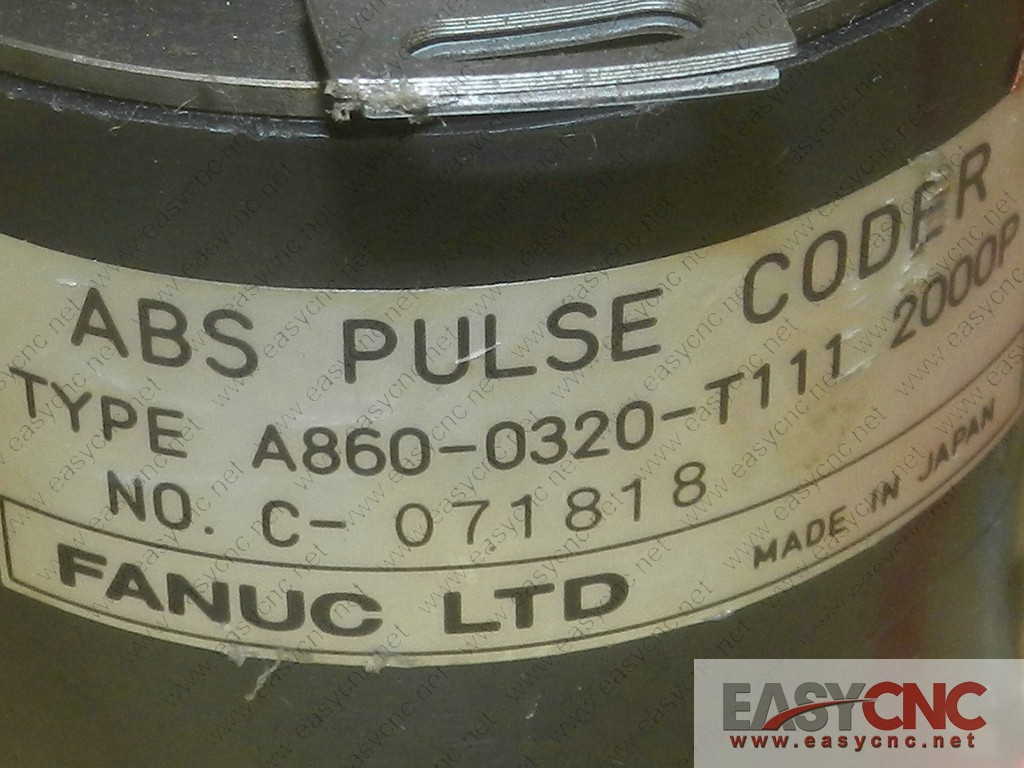 ABS PULSE CODER
TYPE A860-0320-T111 2000P
NO. C- 071818
FANUC LTD MADE IN JAPAN
EASYCNC
www.easycnc.net